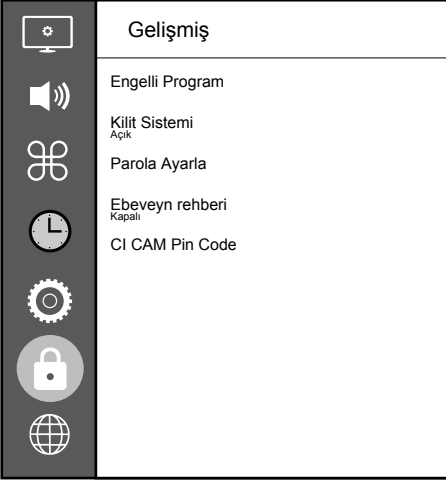 Gelişmiş
Engelli Program
Kilit Sistemi
Açık
Parola Ayarla
Ebeveyn rehberi
Kapalı
CI CAM Pin Code